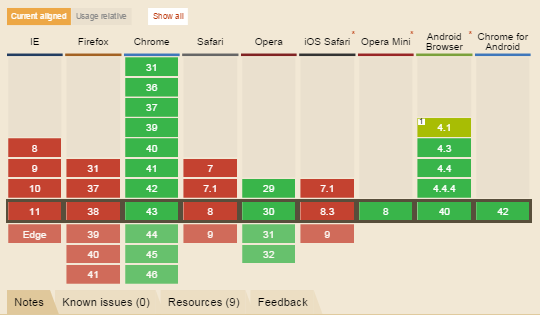 Current aligned Usage relative Show all
IE Firefox Chrome Safari Opera iOS Safari Opera Mini Android Browser Chrome for Android
31
36
37
39 1 4.1
8 40 4.3
9 31 41 7 4.4
10 37 42 7.1 29 7.1 4.4.4
11 38 43 8 30 8.3 8 40 42
Edge 39 44 9 31 9
40 45 32
41 46
Notes Known issues (0) Resources (9) Feedback